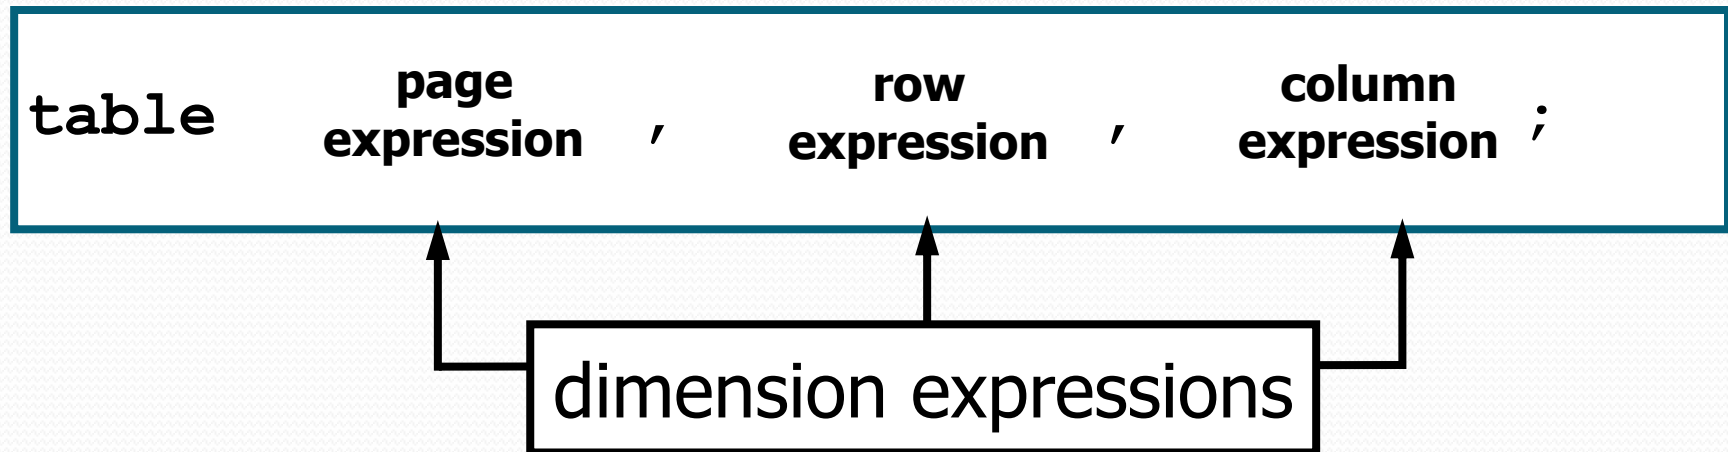 table page expression , row expression , column expression ;
dimension expressions